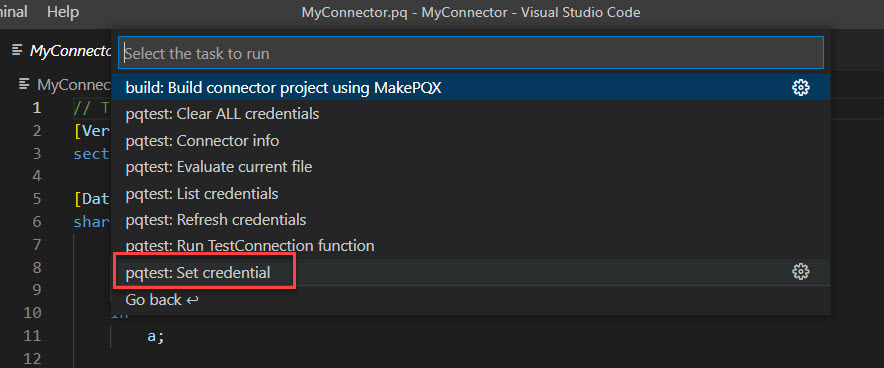 minal Help MyConnector.pq - MyConnector - Visual Studio Code
MyConnecto
Select the task to run
MyConnec
build: Build connector project using MakePQX
1 // T
pqtest: Clear ALL credentials
2 [Ver
pqtest: Connector info
3 sect
pqtest: Evaluate current file
4
pqtest: List credentials
5 [Dat
pqtest: Refresh credentials
6 shar
pqtest: Run TestConnection function
7
pqtest: Set credential
8
9
Go back ↩
10 in
11 a;
12